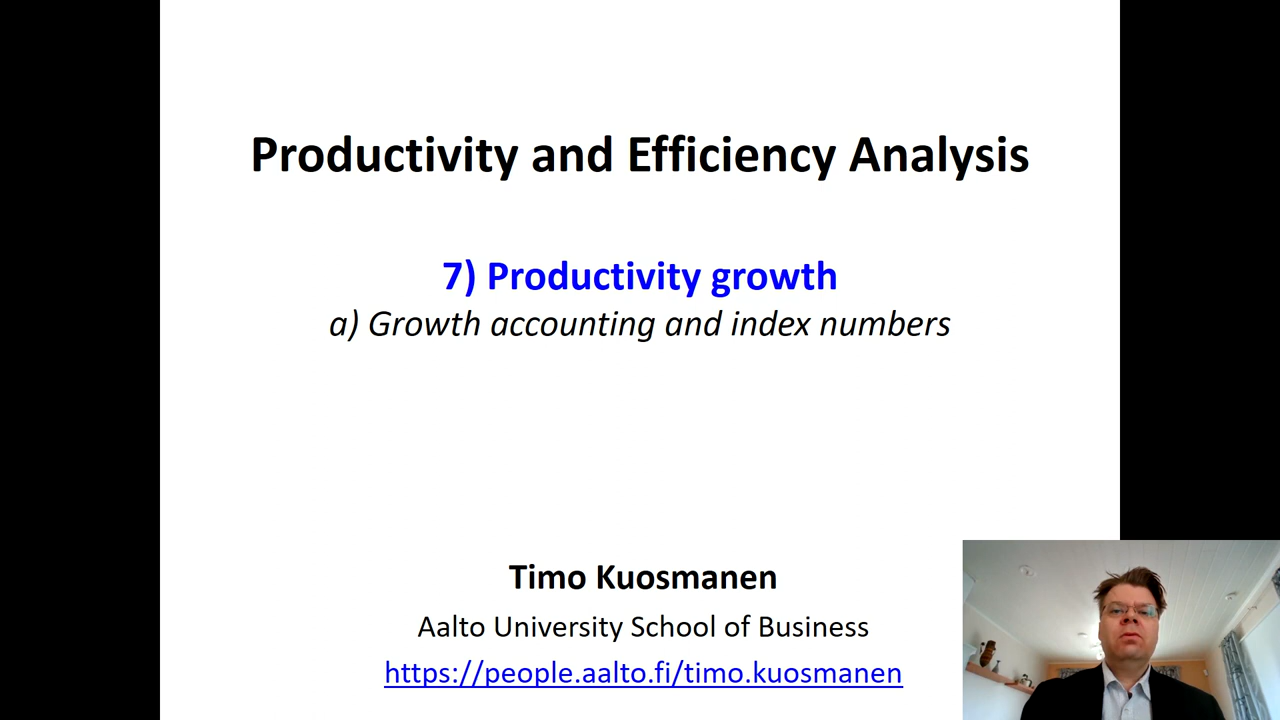 Productivity and Efficiency Analysis
7) Productivity growth
a) Growth accounting and index numbers
Timo Kuosmanen
Aalto University School of Business
https://people.aalto.fi/timo.kuosmanen